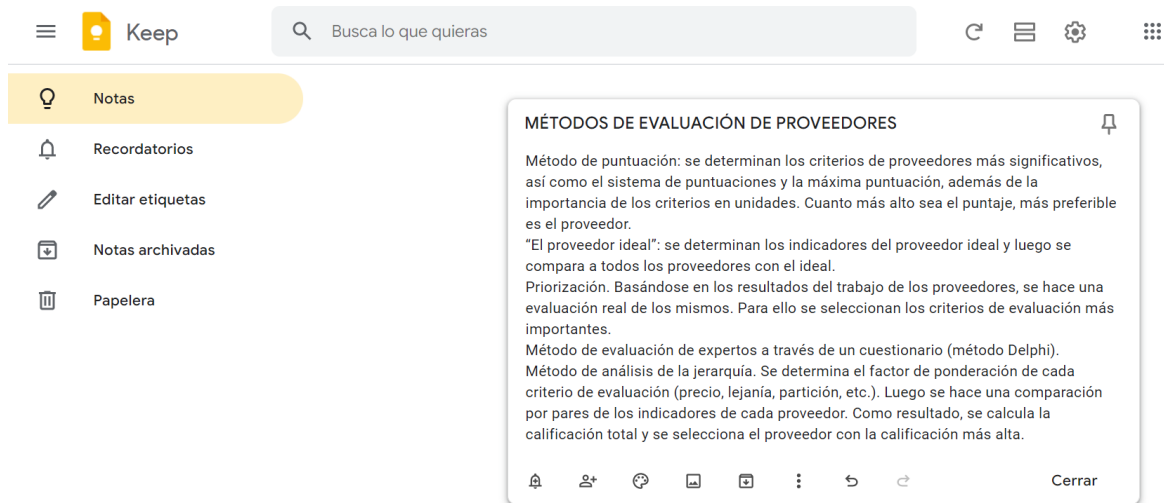 Keep
Busca lo que quieras
Notas
Recordatorios
Editar etiquetas
Notas archivadas
Papelera
MÉTODOS DE EVALUACIÓN DE PROVEEDORES
Método de puntuación: se determinan los criterios de proveedores más significativos,
así como el sistema de puntuaciones y la máxima puntuación, además de la
importancia de los criterios en unidades. Cuanto más alto sea el puntaje, más preferible
es el proveedor.
“El proveedor ideal”: se determinan los indicadores del proveedor ideal y luego se
compara a todos los proveedores con el ideal.
Priorización. Basándose en los resultados del trabajo de los proveedores, se hace una
evaluación real de los mismos. Para ello se seleccionan los criterios de evaluación más
importantes.
Método de evaluación de expertos a través de un cuestionario (método Delphi).
Método de análisis de la jerarquía. Se determina el factor de ponderación de cada
criterio de evaluación (precio, lejanía, partición, etc.). Luego se hace una comparación
por pares de los indicadores de cada proveedor. Como resultado, se calcula la
calificación total y se selecciona el proveedor con la calificación más alta.
Cerrar